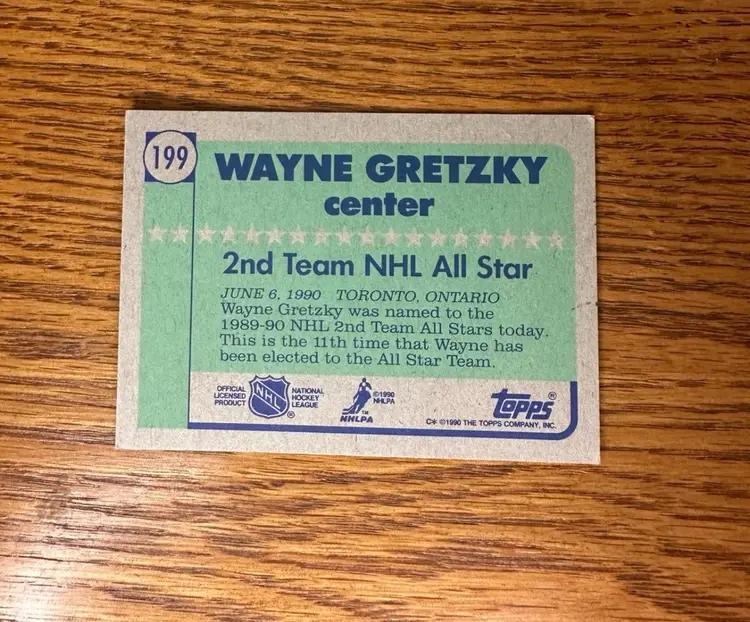 199
WAYNE GRETZKY
center
2nd Team NHL All Star
JUNE 6, 1990 TORONTO, ONTARIO
Wayne Gretzky was named to the
1989-90 NHL 2nd Team All Stars today.
This is the 11th time that Wayne has
been elected to the All Star Team.
OFFICIAL
LICENSED
PRODUCT
NHL
®
NATIONAL
HOCKEY
LEAGUE
TM
NHLPA
©1990
NHLPA
topps®
C* ©1990 THE TOPPS COMPANY, INC.